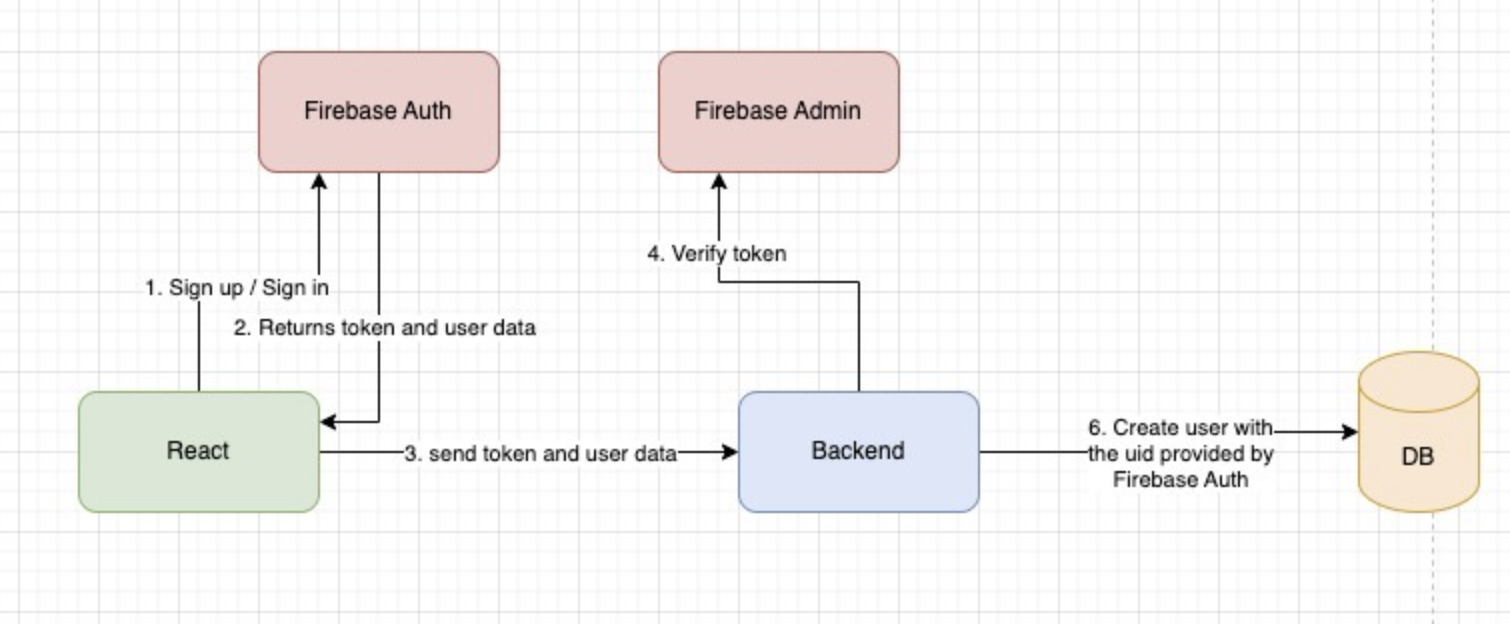 Firebase Auth
Firebase Admin
4. Verify token
1. Sign up / Sign in
2. Returns token and user data
React
3. send token and user data
Backend
6. Create user with
the uid provided by
Firebase Auth
DB